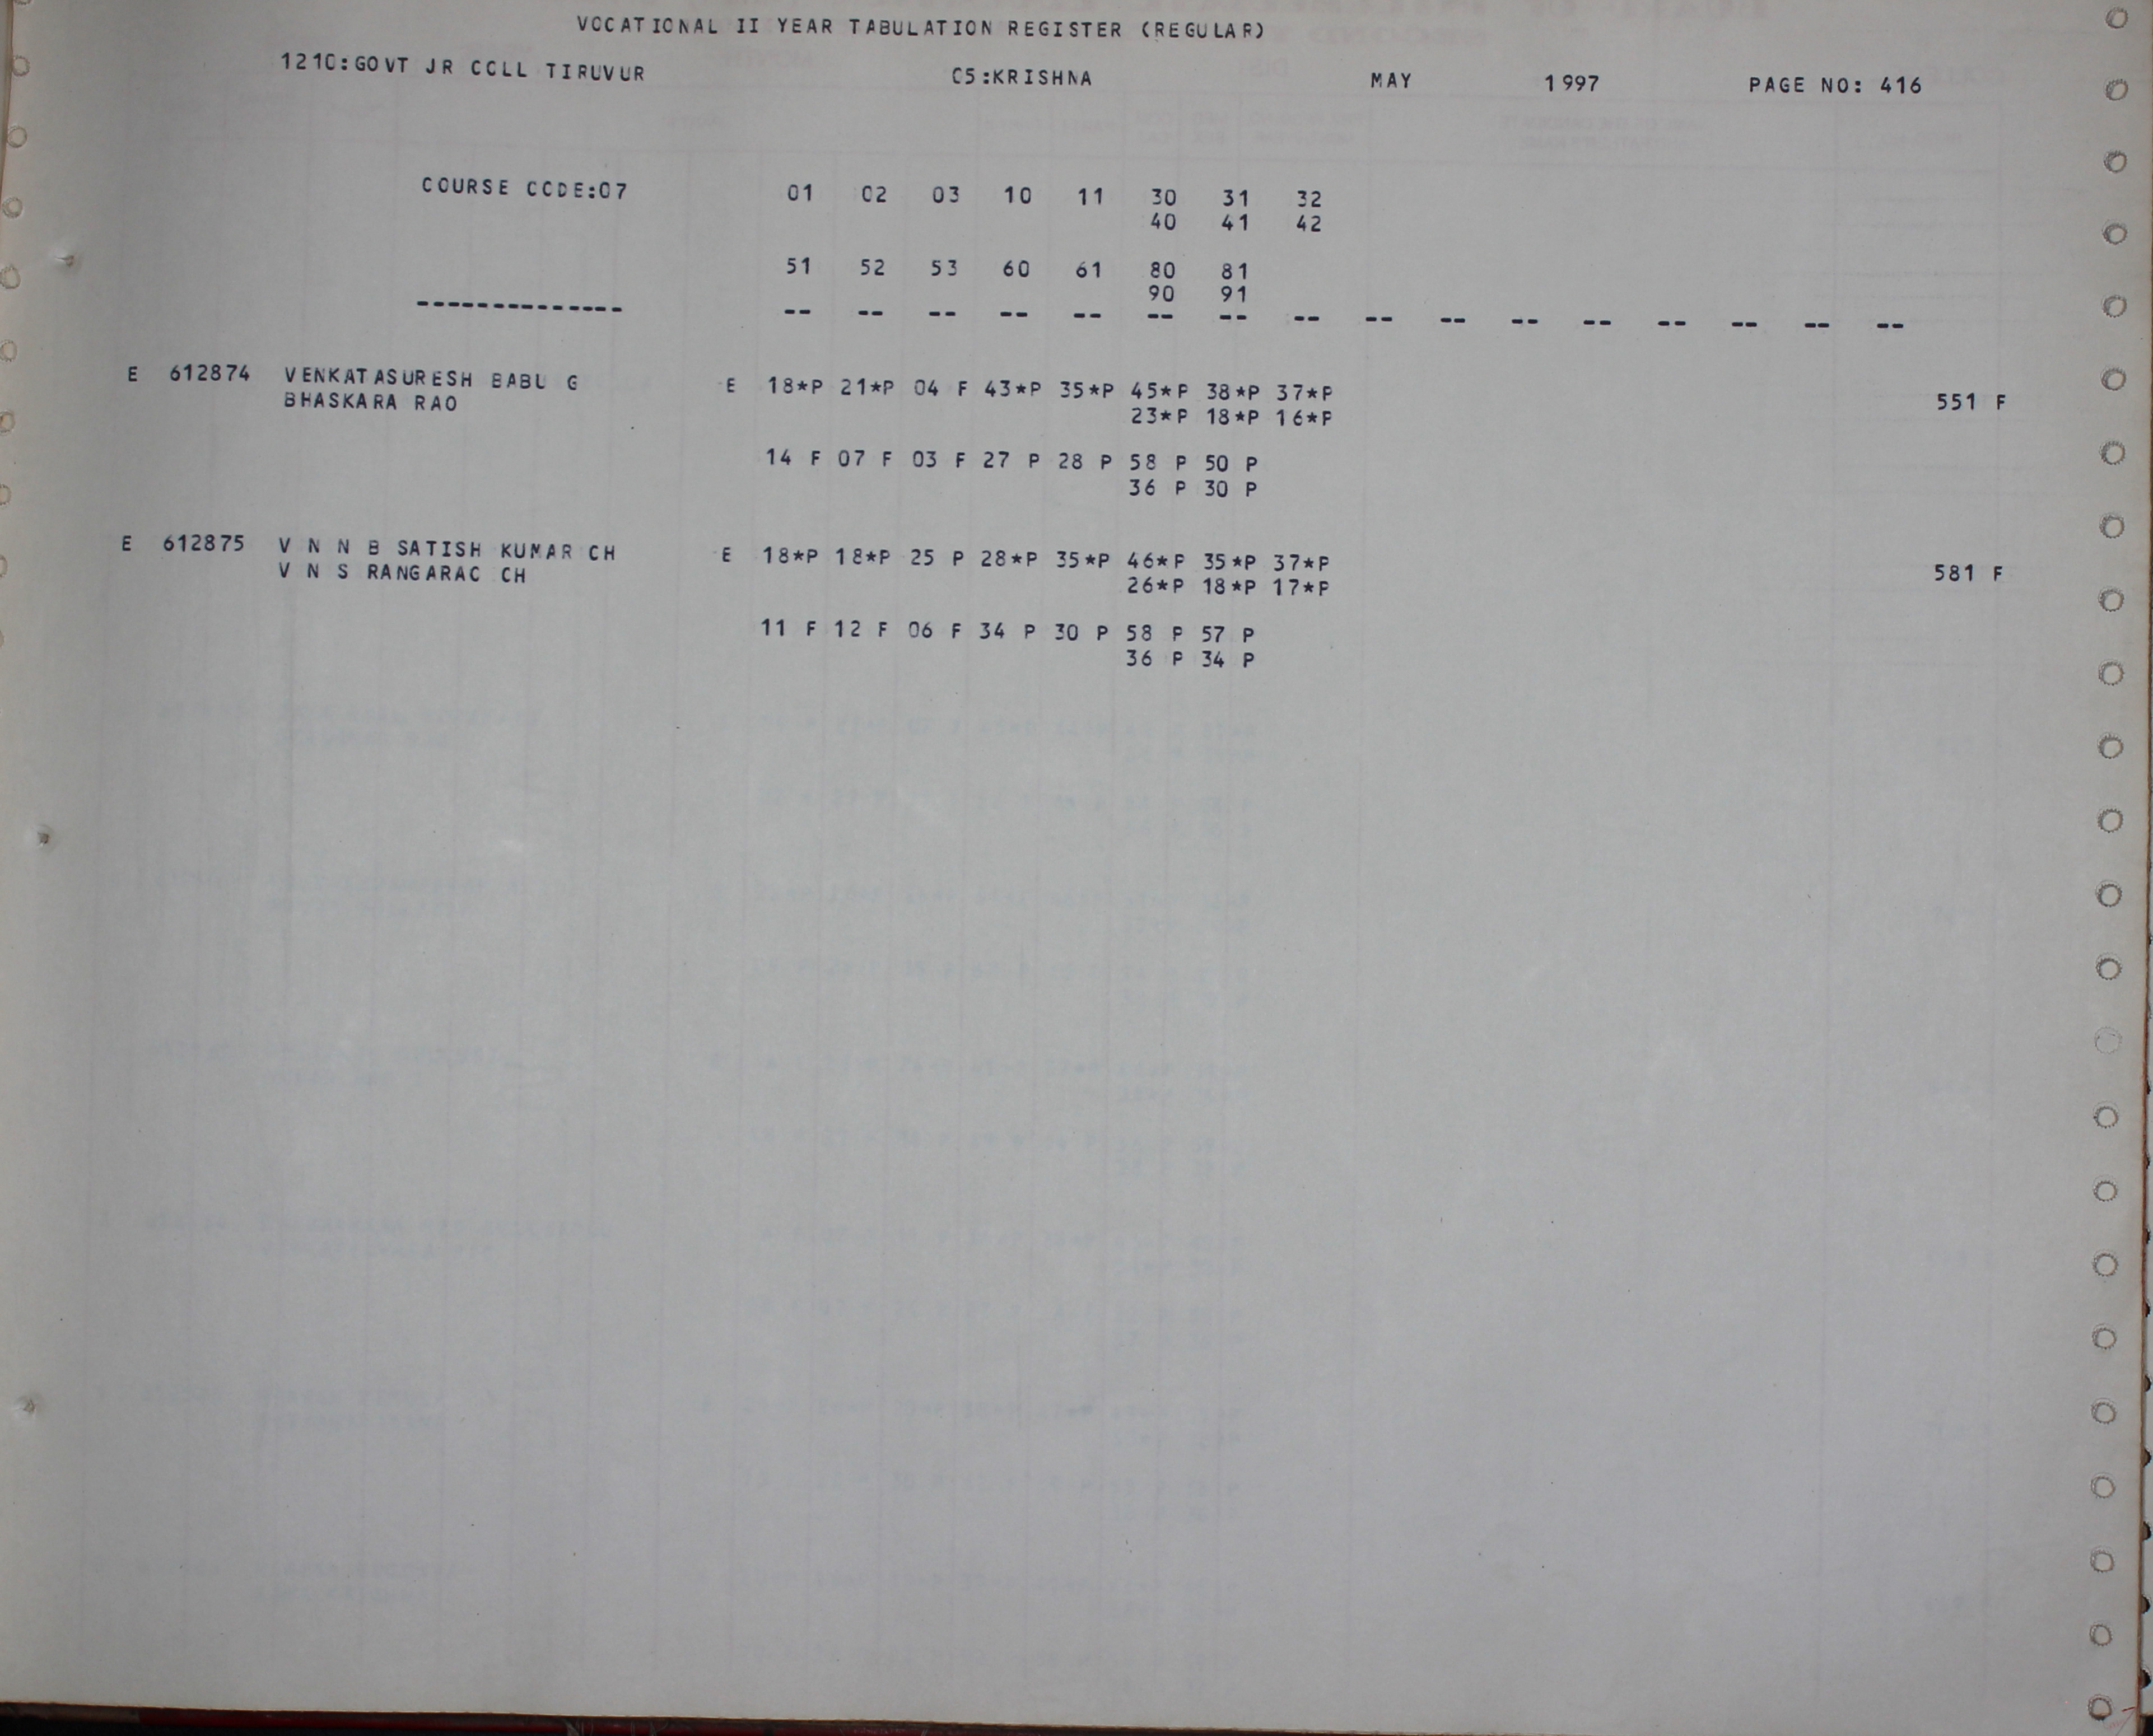 VOCATIONAL II YEAR TABULATION REGISTER (REGULAR)
1210:GOVT JR COLL TIRUVUR 05:KRISHNA MAY 1997 PAGE NO: 416
COURSE CODE:07 01 02 03 10 11 30 31 32
40 41 42
51 52 53 60 61 80 81
90 91
-------------- -- -- -- -- -- -- -- -- -- -- -- -- -- -- -- --
E 612874 VENKATASURESH BABU G E 18*P 21*P 04 F 43*P 35*P 45*P 38*P 37*P
BHASKARA RAO 23*P 18*P 16*P 551 F
14 F 07 F 03 F 27 P 28 P 58 P 50 P
36 P 30 P
E 612875 V N N B SATISH KUMAR CH E 18*P 18*P 25 P 28*P 35*P 46*P 35*P 37*P
V N S RANGARAO CH 26*P 18*P 17*P 581 F
11 F 12 F 06 F 34 P 30 P 58 P 57 P
36 P 34 P